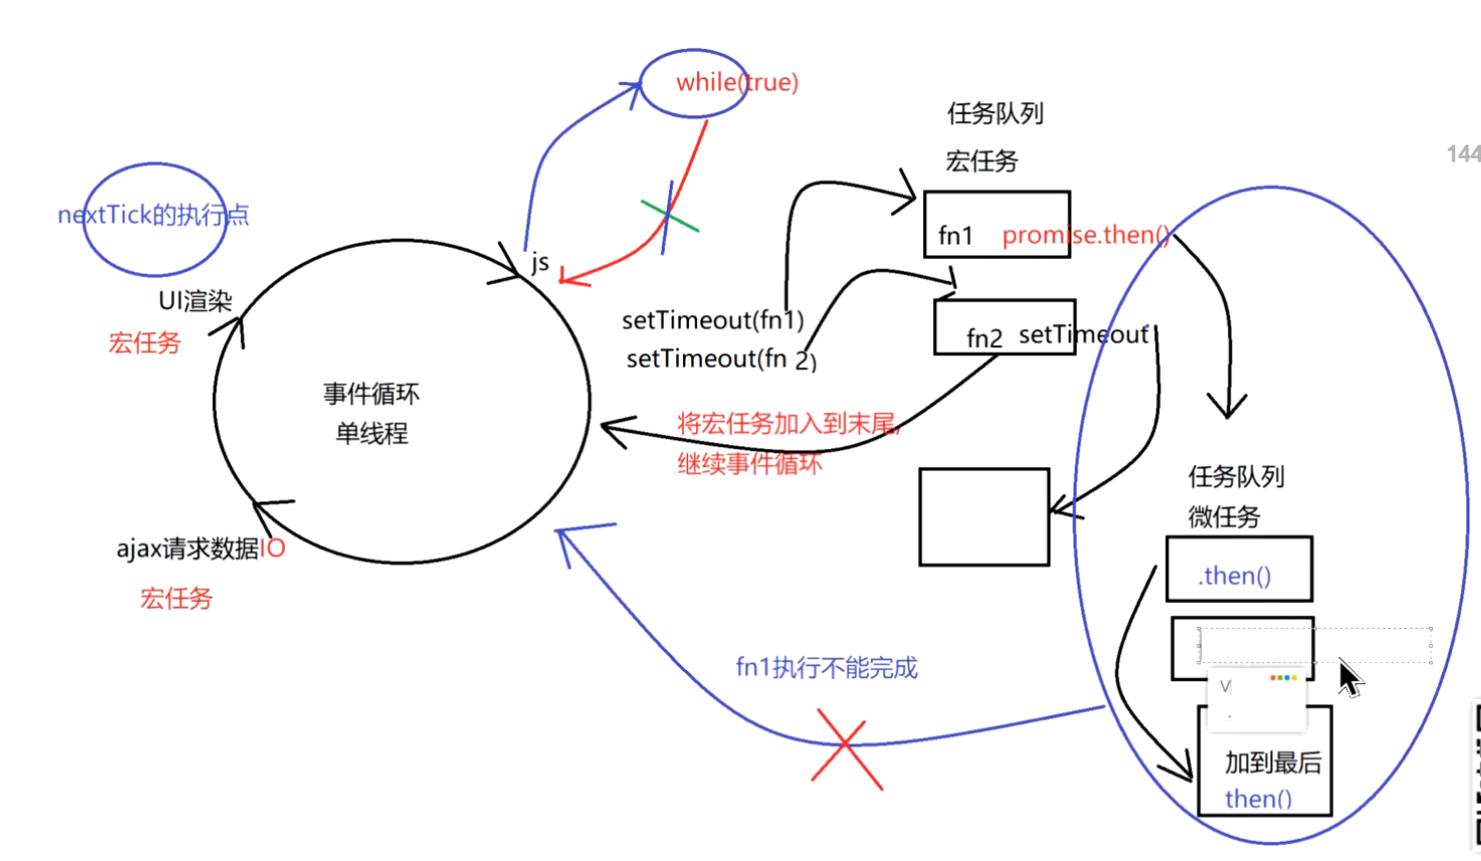 while(true)
任务队列
宏任务
144
nextTick的执行点
fn1 promise.then()
js
UI渲染
宏任务
setTimeout(fn1)
fn2 setTimeout
setTimeout(fn 2)
事件循环
单线程
将宏任务加入到末尾,
继续事件循环
任务队列
微任务
ajax请求数据IO
宏任务
.then()
fn1执行不能完成
V
加到最后
then()